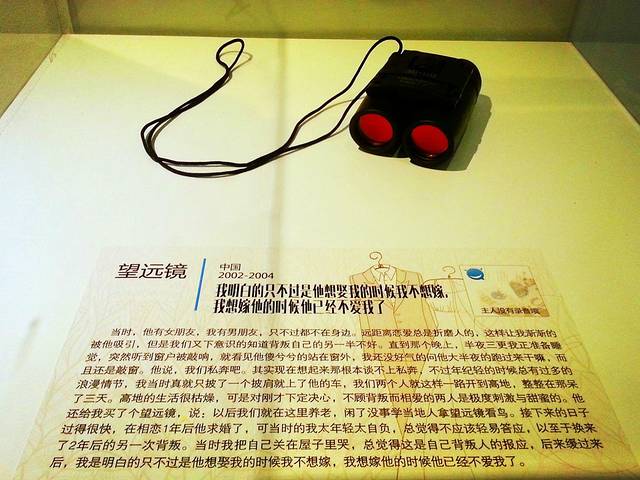 望远镜
中国
2002-2004
我明白的只不过是他想娶我的时候我不想嫁，
我想嫁他的时候他已经不爱我了
主人没有录音哦
当时，他有女朋友，我有男朋友，只不过都不在身边。远距离恋爱总是折磨人的，这样让我渐渐的
被他吸引，但是我们又下意识的知道背叛自己的另一半不好。直到那个晚上，半夜三更我正准备睡
觉，突然听到窗户被敲响，就看见他傻兮兮的站在窗外，我还没好气的问他大半夜的跑过来干嘛，而
且还是敲窗。他说，我们私奔吧。其实现在想起来那根本谈不上私奔，不过年纪轻的时候总有过多的
浪漫情节，我当时真就只披了一个披肩就上了他的车，我们两个人就这样一路开到高地，整整在那呆
了三天。高地的生活很枯燥，可是对刚才下定决心，不顾背叛而相爱的两人是极度刺激与甜蜜的。他
还给我买了个望远镜，说：以后我们就在这里养老，闲了没事学当地人拿望远镜看鸟。接下来的日子
过得很快，在相恋1年后他求婚了，可当时的我太年轻太自负，总觉得不应该轻易答应，以至于换来
了2年后的另一次背叛。当时我把自己关在屋子里哭，总觉得这是自己背叛人的报应，后来缓过来
后，我是明白的只不过是他想娶我的时候我不想嫁，我想嫁他的时候他已经不爱我了。